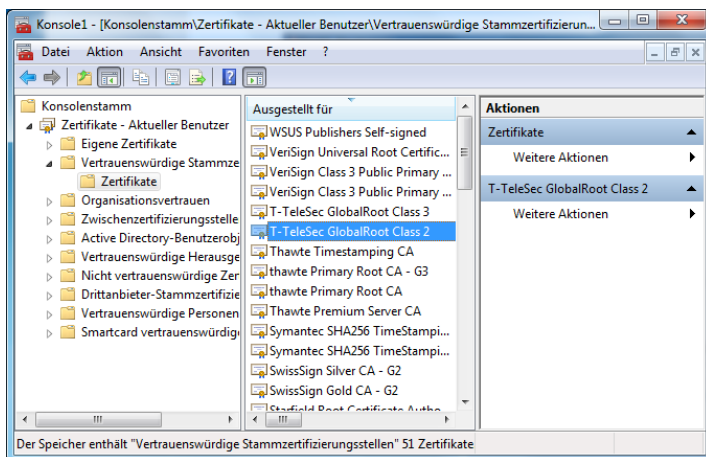 Konsole1 - [Konsolenstamm\Zertifikate - Aktueller Benutzer\Vertrauenswürdige Stammzertifizierun...
Datei Aktion Ansicht Favoriten Fenster ?
Konsolenstamm
Zertifikate - Aktueller Benutzer
Eigene Zertifikate
Vertrauenswürdige Stammze
Zertifikate
Organisationsvertrauen
Zwischenzertifizierungsstelle
Active Directory-Benutzerobj
Vertrauenswürdige Herausge
Nicht vertrauenswürdige Zer
Drittanbieter-Stammzertifizie
Vertrauenswürdige Personen
Smartcard vertrauenswürdig
Ausgestellt für
WSUS Publishers Self-signed
VeriSign Universal Root Certific...
VeriSign Class 3 Public Primary ...
VeriSign Class 3 Public Primary ...
T-TeleSec GlobalRoot Class 3
T-TeleSec GlobalRoot Class 2
Thawte Timestamping CA
thawte Primary Root CA - G3
thawte Primary Root CA
Thawte Premium Server CA
Symantec SHA256 TimeStampi...
Symantec SHA256 TimeStampi...
SwissSign Silver CA - G2
SwissSign Gold CA - G2
Starfield Root Certificate Autho...
Aktionen
Zertifikate
Weitere Aktionen
T-TeleSec GlobalRoot Class 2
Weitere Aktionen
Der Speicher enthält "Vertrauenswürdige Stammzertifizierungsstellen" 51 Zertifikate